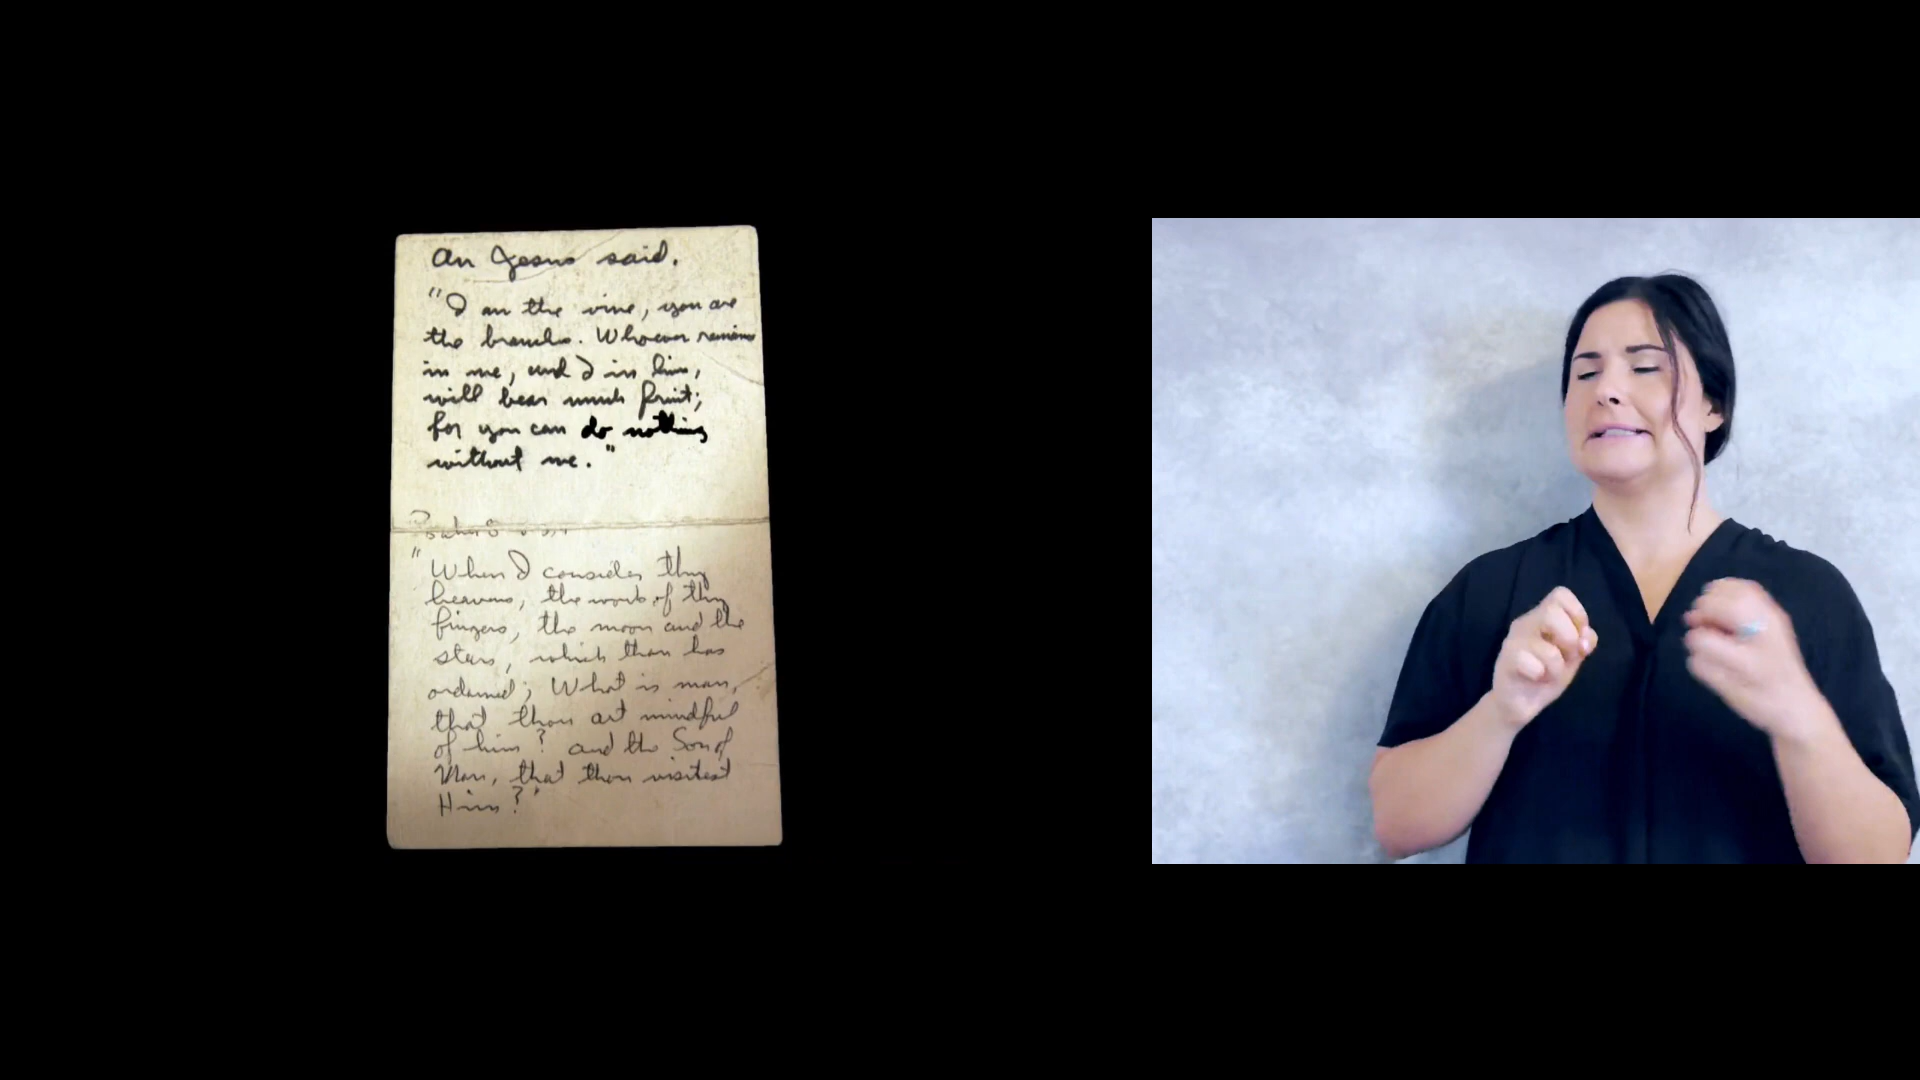 As Jesus said.
"I am the vine, you are
the branches. Whoever remains
in me, and I in him,
will bear much fruit;
for you can do nothing
without me."
"When I consider thy
heavens, the work of thy
fingers, the moon and the
stars, which thou has
ordained; What is man,
that thou art mindful
of him? and the Son of
Man, that thou visitest
Him?"